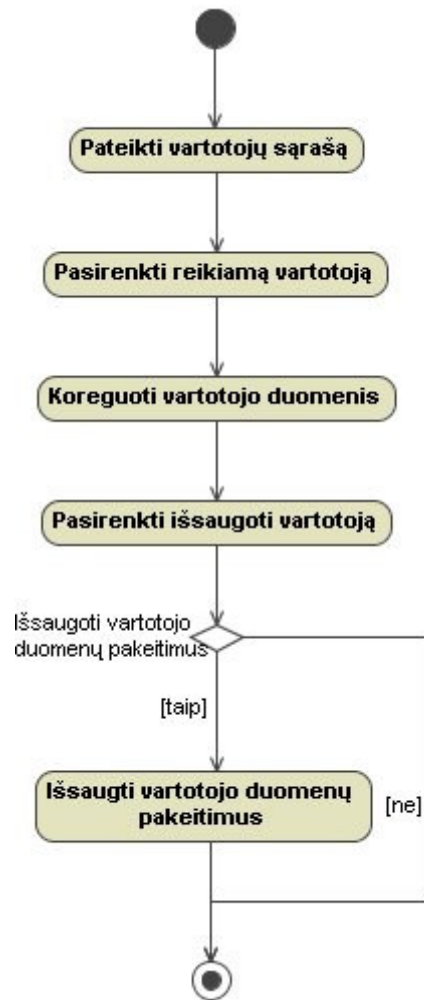 Pateikti vartotojų sąrašą
Pasirenkti reikiamą vartotoją
Koreguoti vartotojo duomenis
Pasirenkti išsaugoti vartotoją
Išsaugoti vartotojo
duomenų pakeitimus
[taip]
Išsaugti vartotojo duomenų
pakeitimus
[ne]